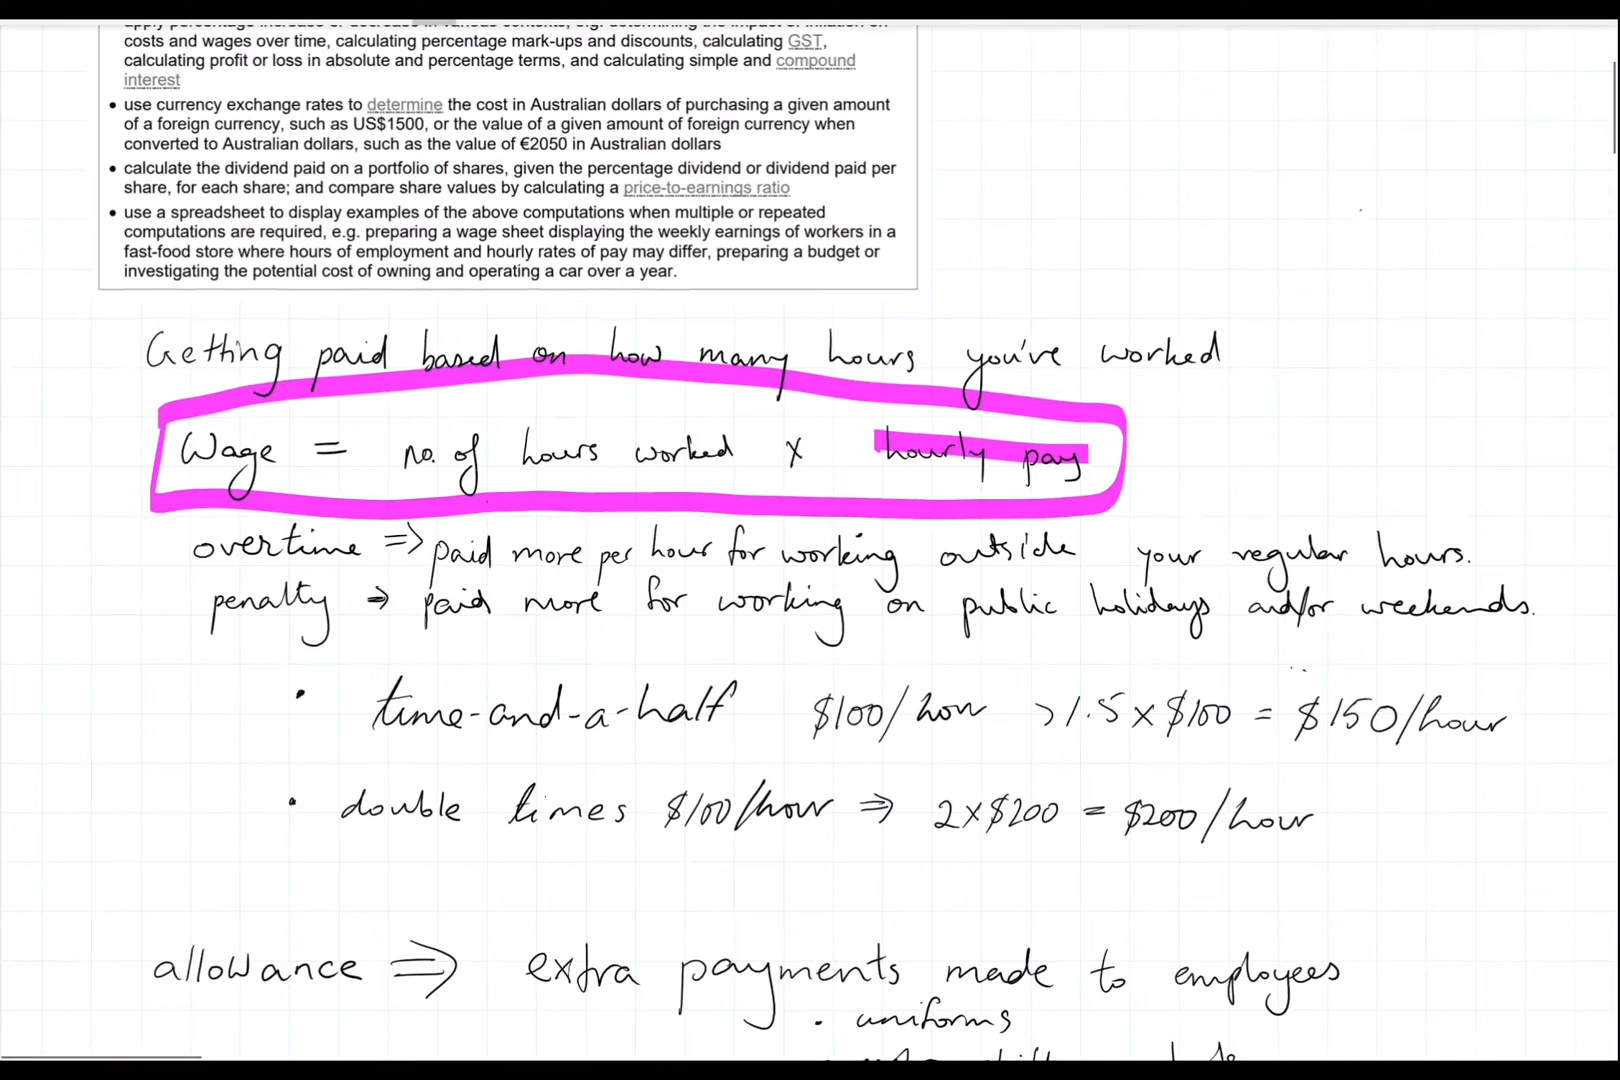 costs and wages over time, calculating percentage mark-ups and discounts, calculating GST,
calculating profit or loss in absolute and percentage terms, and calculating simple and compound
interest
• use currency exchange rates to determine the cost in Australian dollars of purchasing a given amount
of a foreign currency, such as US$1500, or the value of a given amount of foreign currency when
converted to Australian dollars, such as the value of €2050 in Australian dollars
• calculate the dividend paid on a portfolio of shares, given the percentage dividend or dividend paid per
share, for each share; and compare share values by calculating a price-to-earnings ratio
• use a spreadsheet to display examples of the above computations when multiple or repeated
computations are required, e.g. preparing a wage sheet displaying the weekly earnings of workers in a
fast-food store where hours of employment and hourly rates of pay may differ, preparing a budget or
investigating the potential cost of owning and operating a car over a year.
Getting paid based on how many hours you've worked
Wage = no. of hours worked x hourly pay
overtime => paid more per hour for working outside your regular hours.
penalty => paid more for working on public holidays and/or weekends.
• time-and-a-half $100/hour > 1.5 x $100 = $150/hour
• double times $100/hour => 2 x $200 = $200/hour
allowance => extra payments made to employees
• uniforms